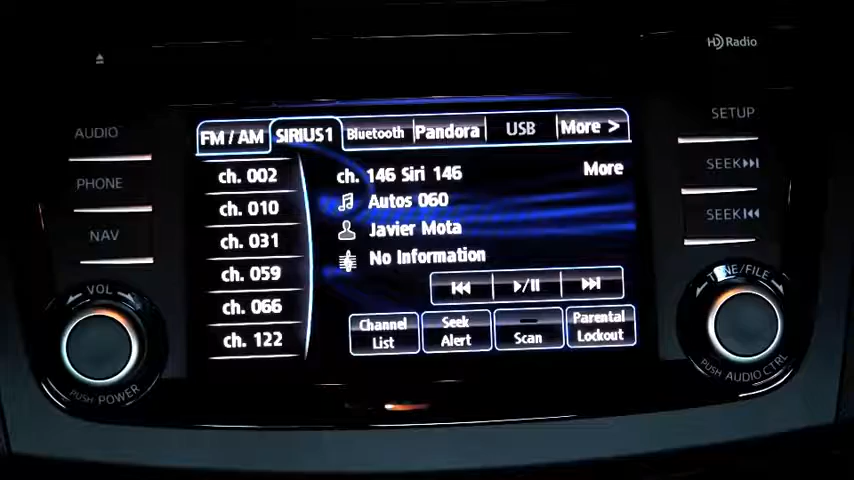 HD Radio
AUDIO
PHONE
NAV
VOL
PUSH POWER
FM / AM
SIRIUS1
Bluetooth
Pandora
USB
More >
ch. 002
ch. 010
ch. 031
ch. 059
ch. 066
ch. 122
ch. 146 Siri 146
More
Autos 060
Javier Mota
No Information
Channel
List
Seek
Alert
Scan
Parental
Lockout
SETUP
SEEK
SEEK
TUNE/FILE
PUSH AUDIO CTRL